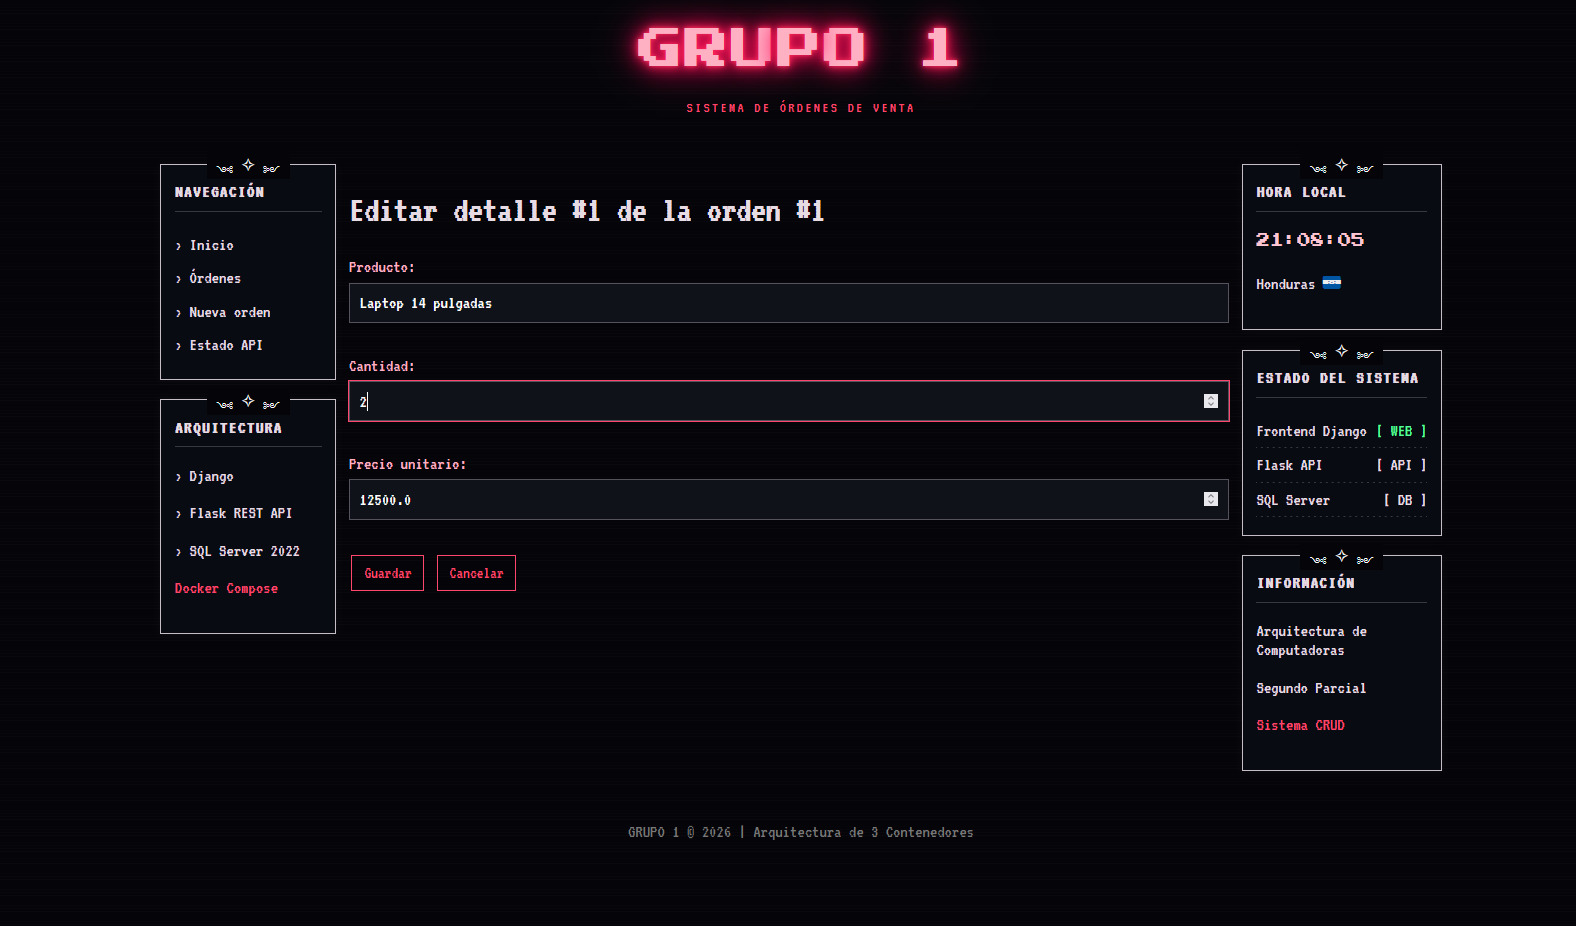 GRUPO 1
SISTEMA DE ÓRDENES DE VENTA
NAVEGACIÓN
› Inicio
› Órdenes
› Nueva orden
› Estado API
ARQUITECTURA
› Django
› Flask REST API
› SQL Server 2022
Docker Compose
Editar detalle #1 de la orden #1
Producto:
Laptop 14 pulgadas
Cantidad:
2
Precio unitario:
12500.0
Guardar
Cancelar
HORA LOCAL
21:08:05
Honduras
ESTADO DEL SISTEMA
Frontend Django [ WEB ]
Flask API [ API ]
SQL Server [ DB ]
INFORMACIÓN
Arquitectura de
Computadoras
Segundo Parcial
Sistema CRUD
GRUPO 1 @ 2026 | Arquitectura de 3 Contenedores